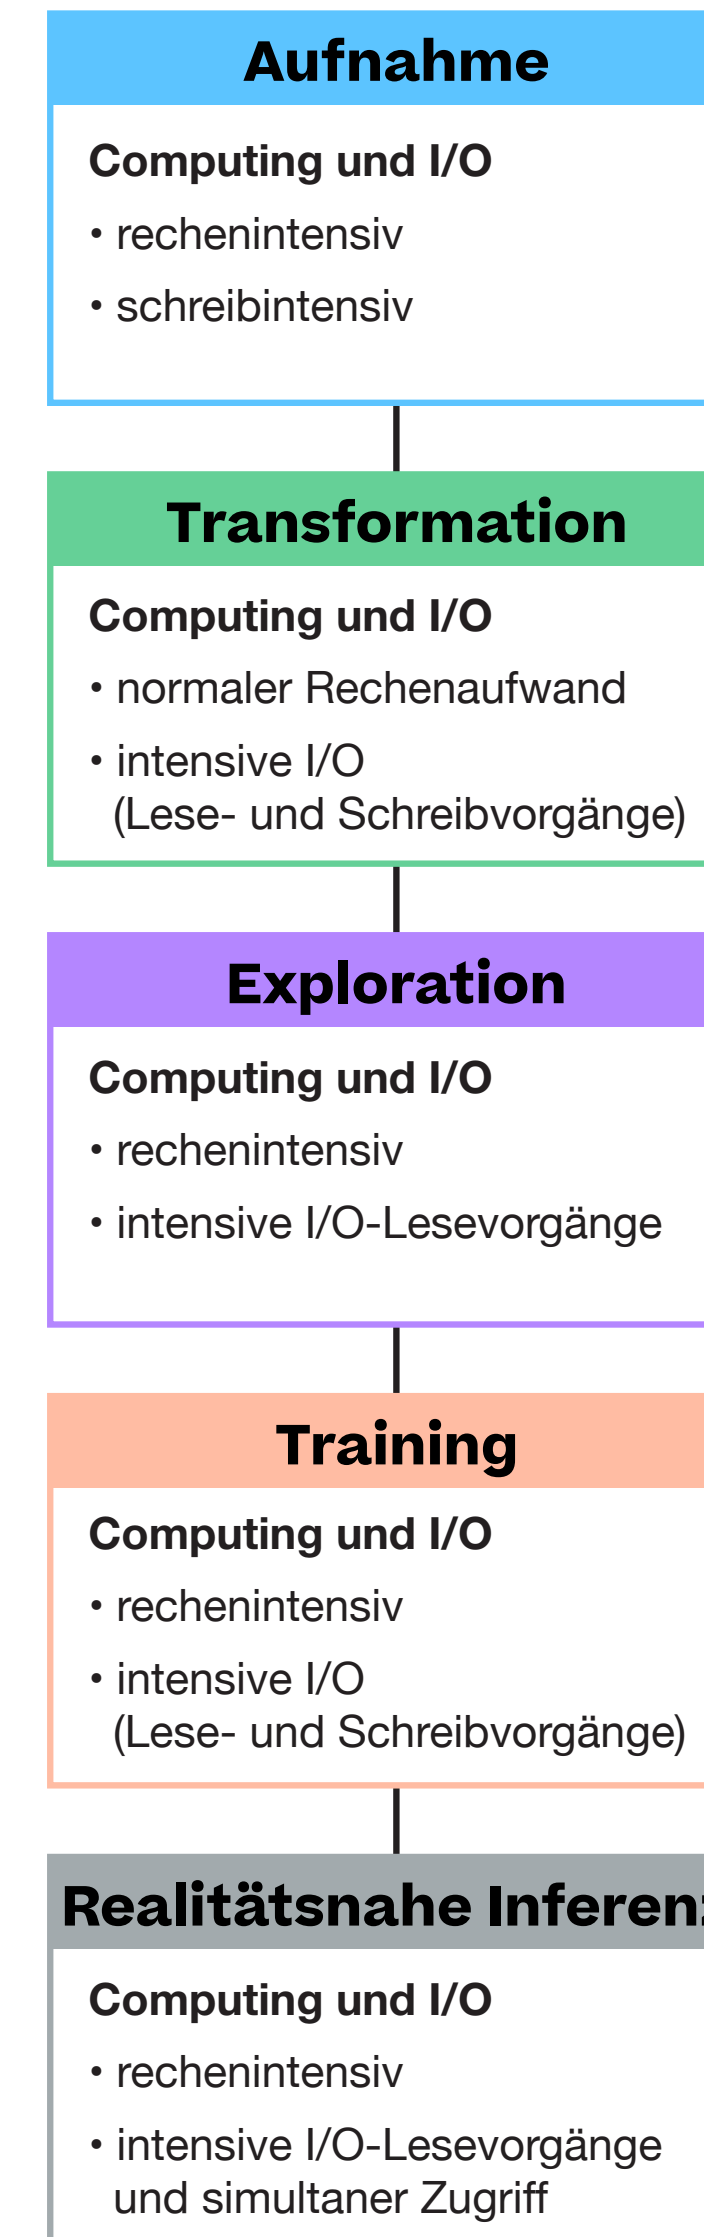 Aufnahme
Computing und I/O
• rechenintensiv
• schreibintensiv
Transformation
Computing und I/O
• normaler Rechenaufwand
• intensive I/O
(Lese- und Schreibvorgänge)
Exploration
Computing und I/O
• rechenintensiv
• intensive I/O-Lesevorgänge
Training
Computing und I/O
• rechenintensiv
• intensive I/O
(Lese- und Schreibvorgänge)
Realitätsnahe Inferenz
Computing und I/O
• rechenintensiv
• intensive I/O-Lesevorgänge
und simultaner Zugriff